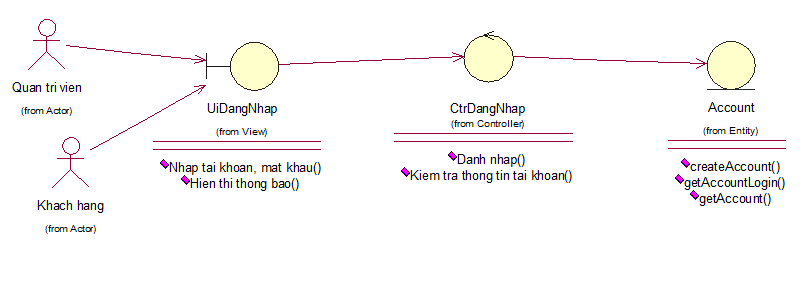 Quan tri vien
(from Actor)
Khach hang
(from Actor)
UiDangNhap
(from View)
Nhap tai khoan, mat khau()
Hien thi thong bao()
CtrDangNhap
(from Controller)
Danh nhap()
Kiem tra thong tin tai khoan()
Account
(from Entity)
createAccount()
getAccountLogin()
getAccount()